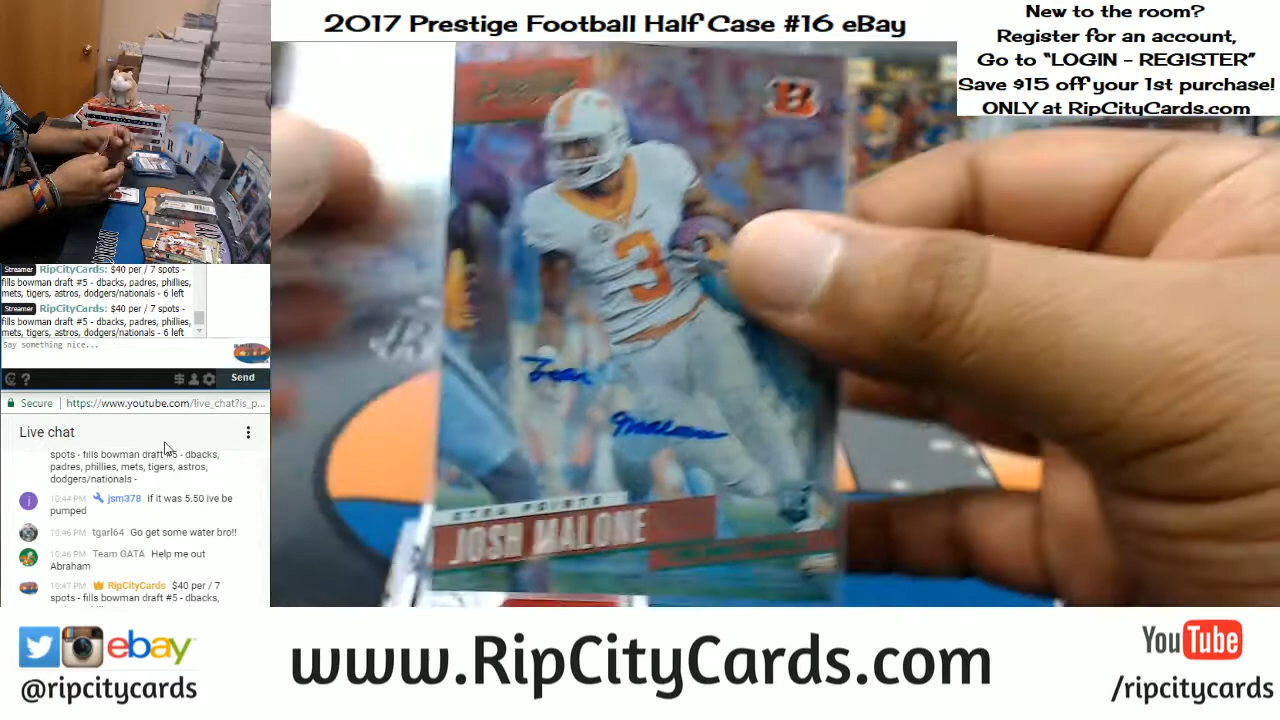 2017 Prestige Football Half Case #16 eBay
New to the room?
Register for an account,
Go to “LOGIN - REGISTER”
Save $15 off your 1st purchase!
ONLY at RipCityCards.com
Streamer RipCityCards: $40 per / 7 spots -
fills bowman draft #5 - dbacks, padres, phillies,
mets, tigers, astros, dodgers/nationals - 6 left
Streamer RipCityCards: $40 per / 7 spots -
fills bowman draft #5 - dbacks, padres, phillies,
mets, tigers, astros, dodgers/nationals - 6 left
Say something nice...
Send
Secure https://www.youtube.com/live_chat?is_p...
Live chat
spots - fills bowman draft #5 - dbacks,
padres, phillies, mets, tigers, astros,
dodgers/nationals -
10:44 PM jsm378 if it was 5.50 ive be
pumped
10:46 PM tgarl64 Go get some water bro!!
10:46 PM Team GATA Help me out
Abraham
10:47 PM RipCityCards $40 per / 7
spots - fills bowman draft #5 - dbacks,
B
3
Malone
XTRA POINTS
JOSH MALONE
ebay
@ripcitycards
www.RipCityCards.com
YouTube
/ripcitycards